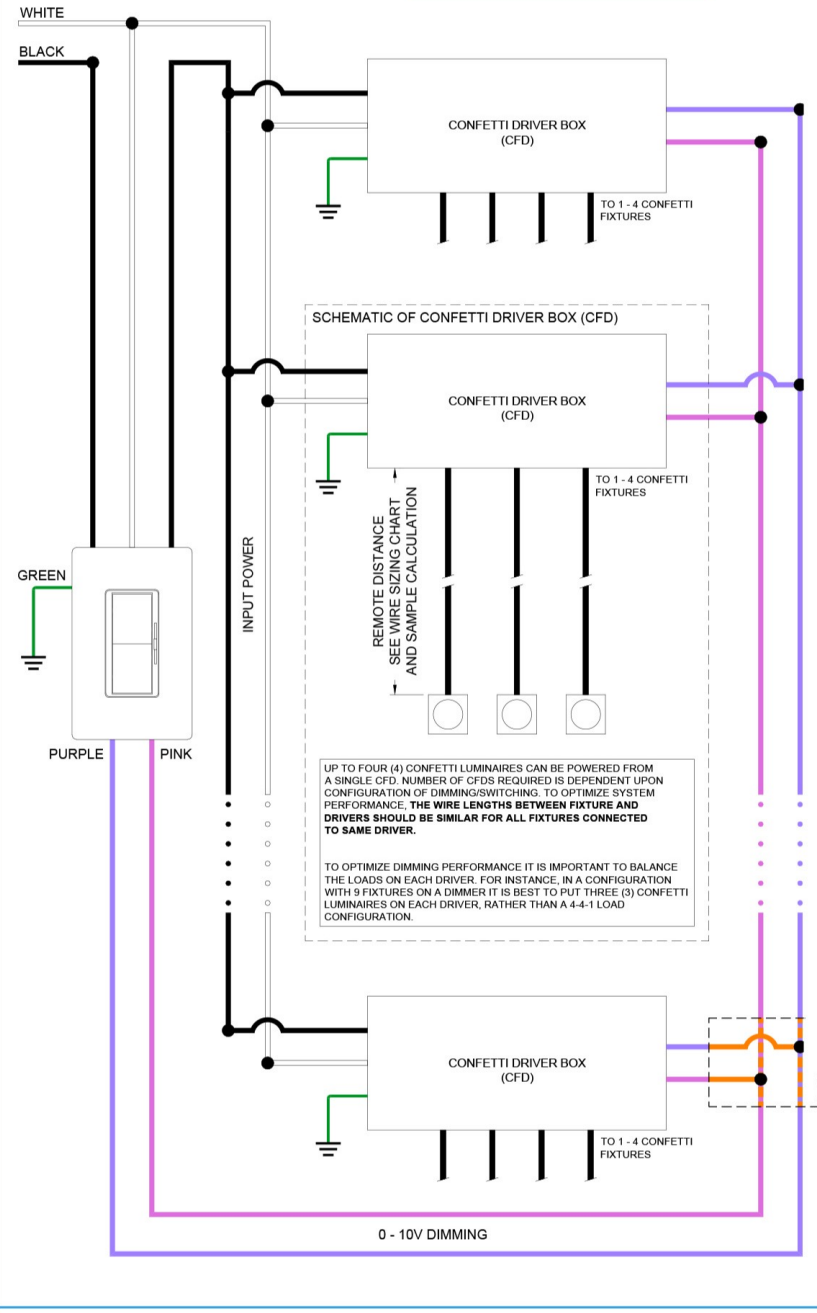 WHITE
BLACK
CONFETTI DRIVER BOX
(CFD)
TO 1 - 4 CONFETTI
FIXTURES
SCHEMATIC OF CONFETTI DRIVER BOX (CFD)
CONFETTI DRIVER BOX
(CFD)
TO 1 - 4 CONFETTI
FIXTURES
REMOTE DISTANCE
SEE WIRE SIZING CHART
AND SAMPLE CALCULATION
INPUT POWER
GREEN
PURPLE
PINK
UP TO FOUR (4) CONFETTI LUMINAIRES CAN BE POWERED FROM
A SINGLE CFD. NUMBER OF CFDS REQUIRED IS DEPENDENT UPON
CONFIGURATION OF DIMMING/SWITCHING. TO OPTIMIZE SYSTEM
PERFORMANCE, THE WIRE LENGTHS BETWEEN FIXTURE AND
DRIVERS SHOULD BE SIMILAR FOR ALL FIXTURES CONNECTED
TO SAME DRIVER.
TO OPTIMIZE DIMMING PERFORMANCE IT IS IMPORTANT TO BALANCE
THE LOADS ON EACH DRIVER. FOR INSTANCE, IN A CONFIGURATION
WITH 9 FIXTURES ON A DIMMER IT IS BEST TO PUT THREE (3) CONFETTI
LUMINAIRES ON EACH DRIVER, RATHER THAN A 4-4-1 LOAD
CONFIGURATION.
CONFETTI DRIVER BOX
(CFD)
TO 1 - 4 CONFETTI
FIXTURES
0 - 10V DIMMING